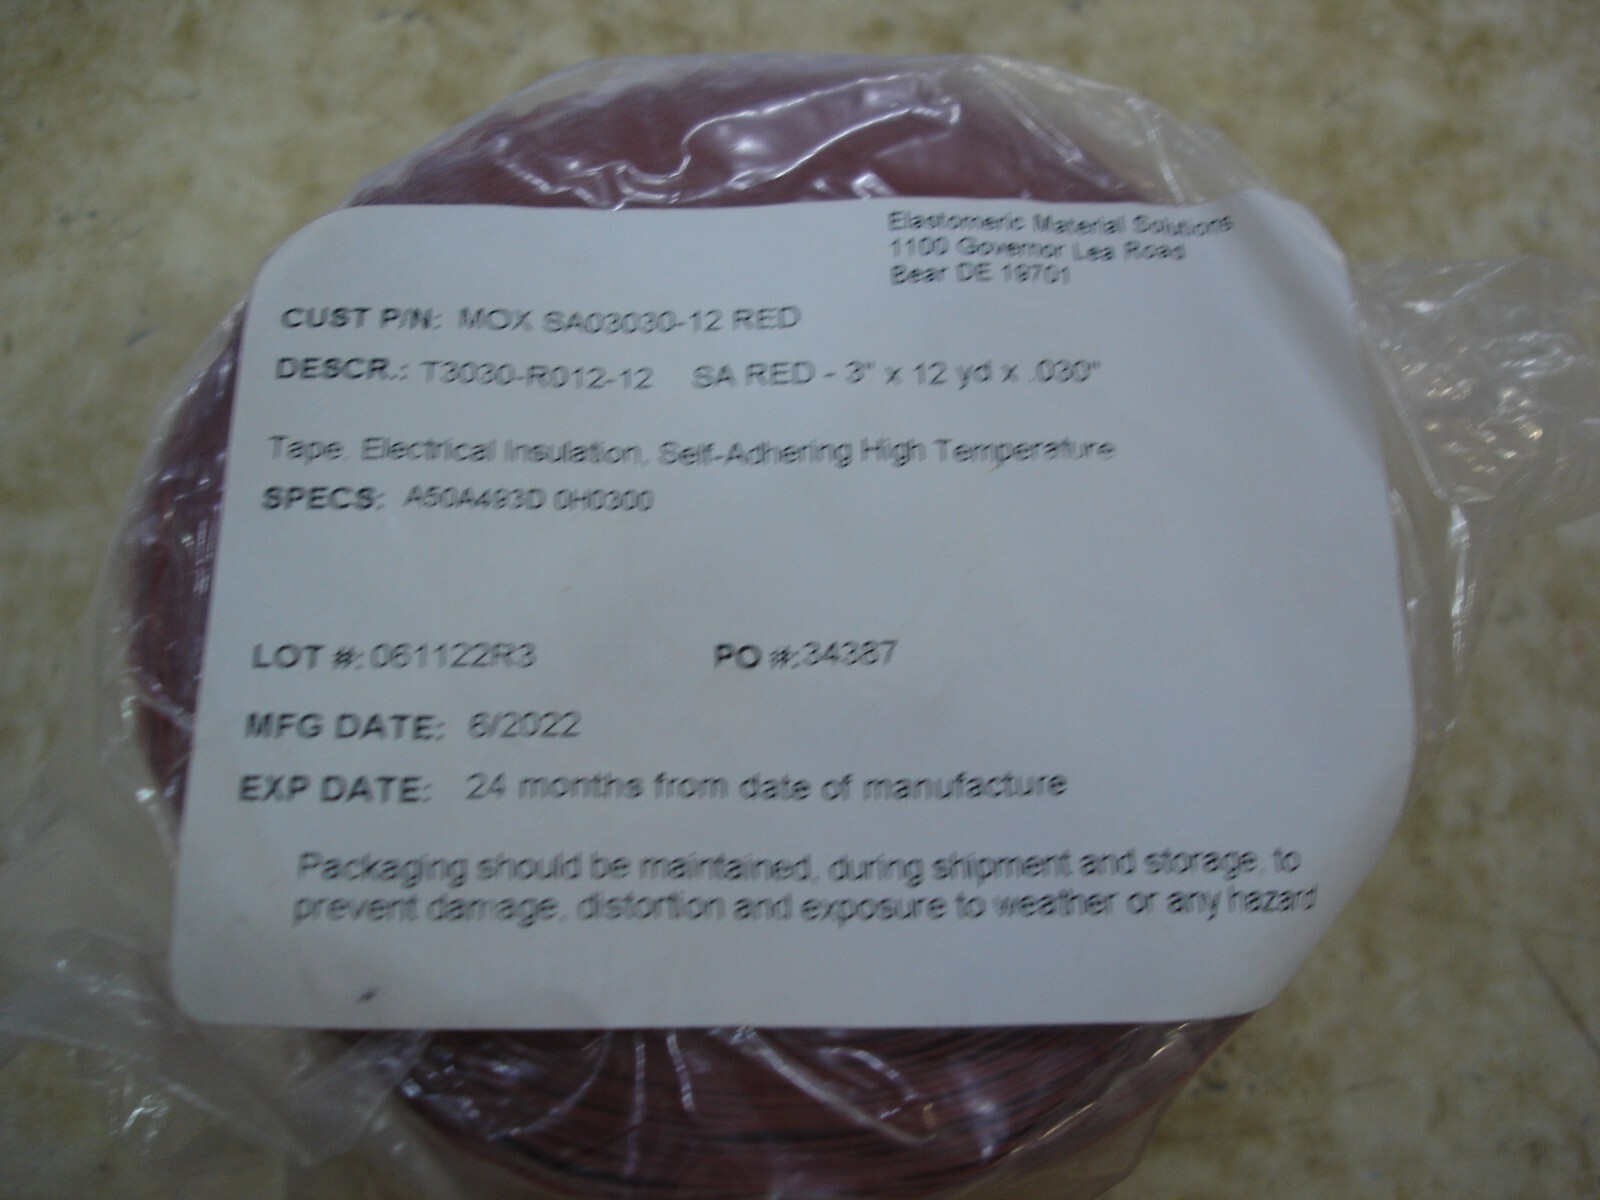 Elastomeric Material Solutions
1100 Governor Lea Road
Bear DE 19701
CUST P/N: MOX SA03030-12 RED
DESCR.: T3030-R012-12 SA RED - 3" x 12 yd x .030"
Tape, Electrical Insulation, Self-Adhering High Temperature
SPECS: A50A493D 0H0300
LOT #: 061122R3 PO #:34387
MFG DATE: 6/2022
EXP DATE: 24 months from date of manufacture
Packaging should be maintained, during shipment and storage, to
prevent damage, distortion and exposure to weather or any hazard